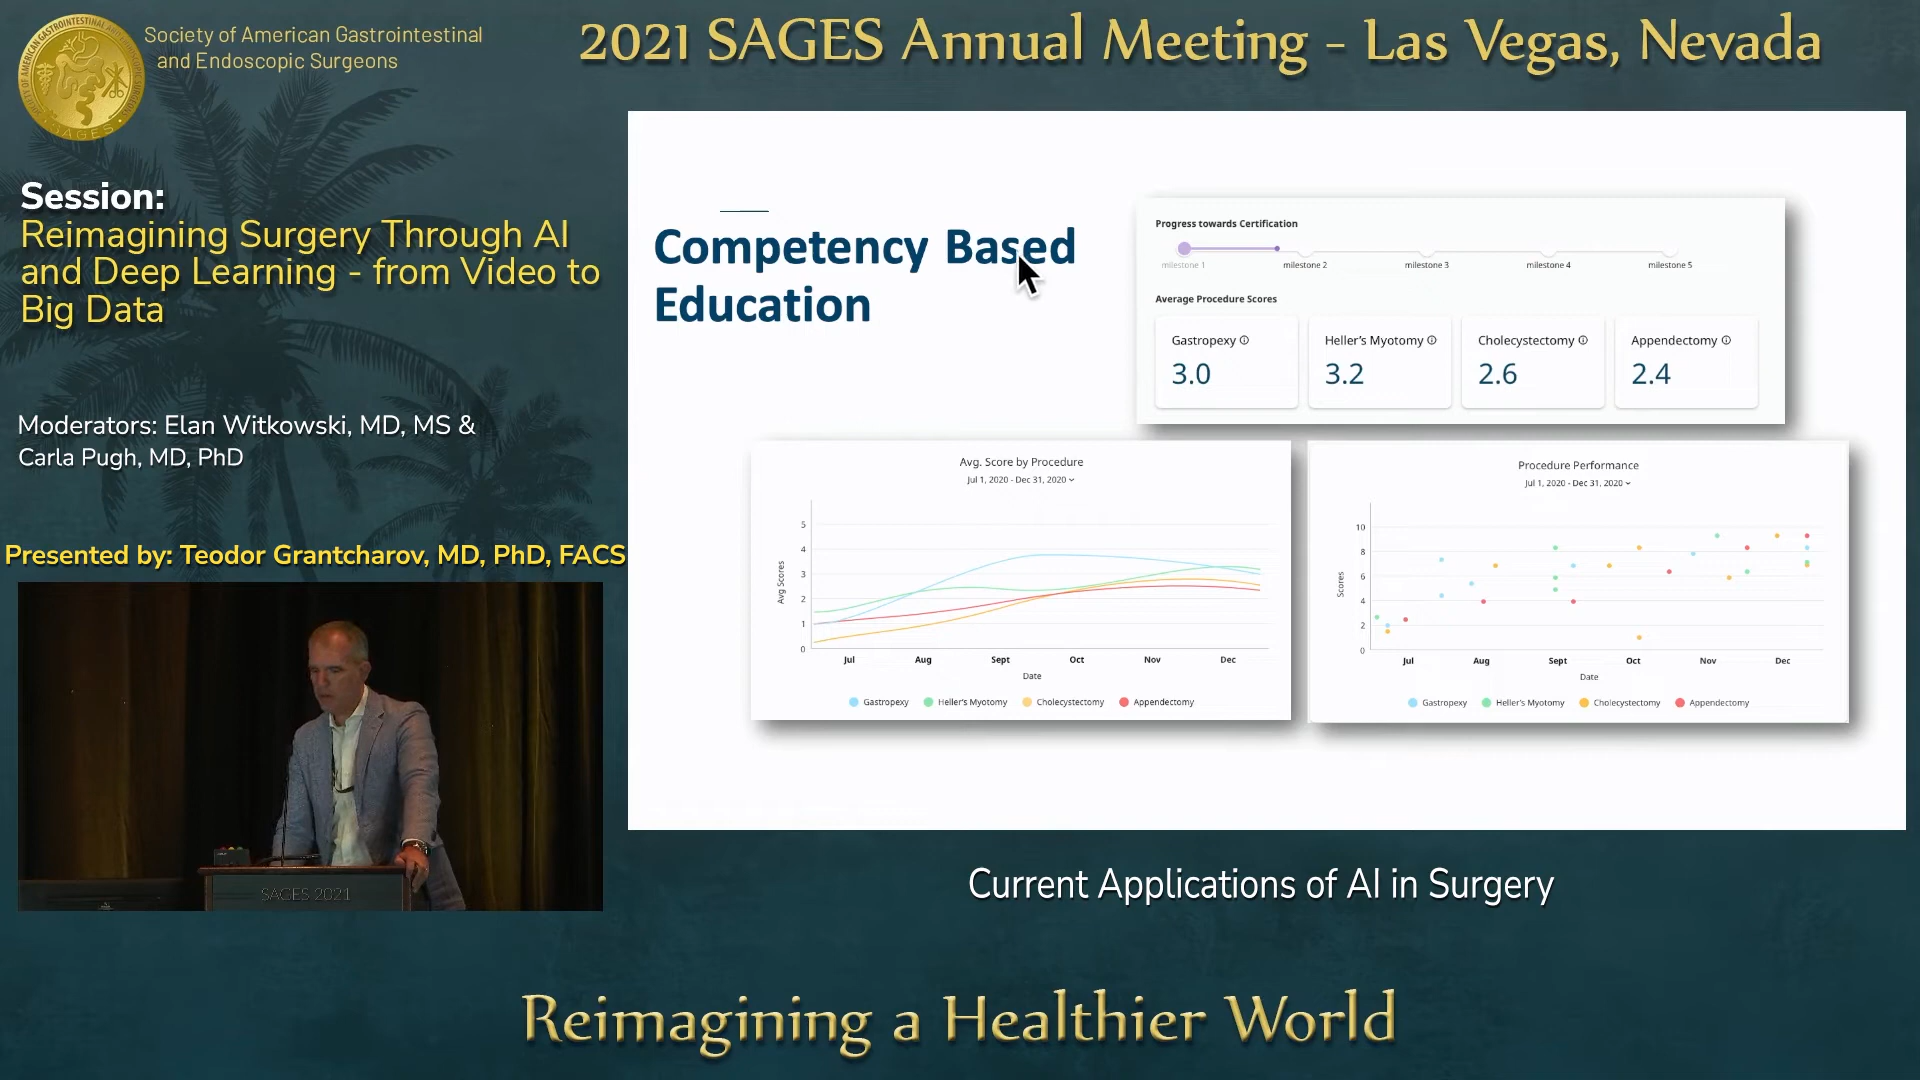 Society of American Gastrointestinal
and Endoscopic Surgeons
2021 SAGES Annual Meeting - Las Vegas, Nevada
SAGES
Session:
Reimagining Surgery Through AI
and Deep Learning - from Video to
Big Data
Moderators: Elan Witkowski, MD, MS &
Carla Pugh, MD, PhD
Presented by: Teodor Grantcharov, MD, PhD, FACS
SAGES 2021
Competency Based
Education
Progress towards Certification
milestone 1 milestone 2 milestone 3 milestone 4 milestone 5
Average Procedure Scores
Gastropexy Heller's Myotomy Cholecystectomy Appendectomy
3.0 3.2 2.6 2.4
Avg. Score by Procedure
Jul 1, 2020 - Dec 31, 2020
Avg Scores
5
4
3
2
1
0
Jul Aug Sept Oct Nov Dec
Date
Gastropexy Heller's Myotomy Cholecystectomy Appendectomy
Procedure Performance
Jul 1, 2020 - Dec 31, 2020
Scores
10
8
6
4
2
0
Jul Aug Sept Oct Nov Dec
Date
Gastropexy Heller's Myotomy Cholecystectomy Appendectomy
Current Applications of AI in Surgery
Reimagining a Healthier World